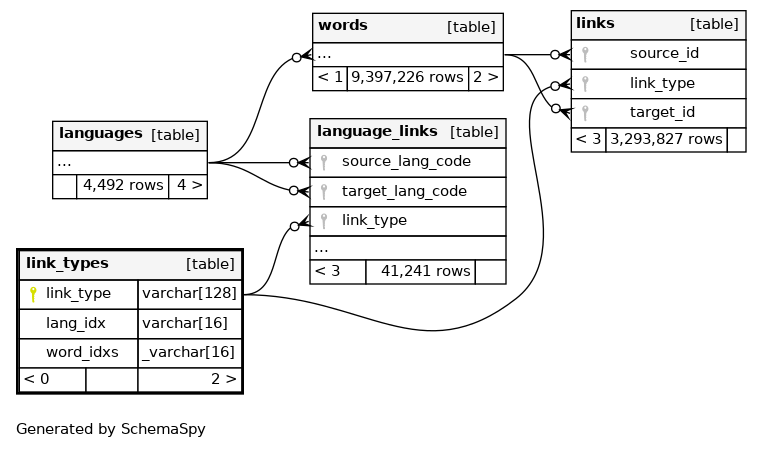 words [table]
...
< 1 9,397,226 rows 2 >
links [table]
source_id
link_type
target_id
< 3 3,293,827 rows
languages [table]
...
4,492 rows 4 >
language_links [table]
source_lang_code
target_lang_code
link_type
...
< 3 41,241 rows
link_types [table]
link_type varchar[128]
lang_idx varchar[16]
word_idxs _varchar[16]
< 0 2 >
Generated by SchemaSpy